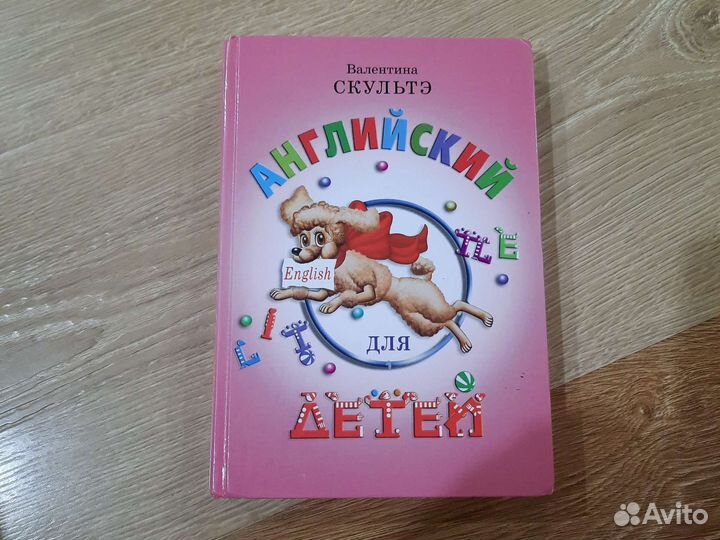 Валентина
СКУЛЬТЭ
АНГЛИЙСКИЙ
English
для
ДЕТЕЙ
Avito